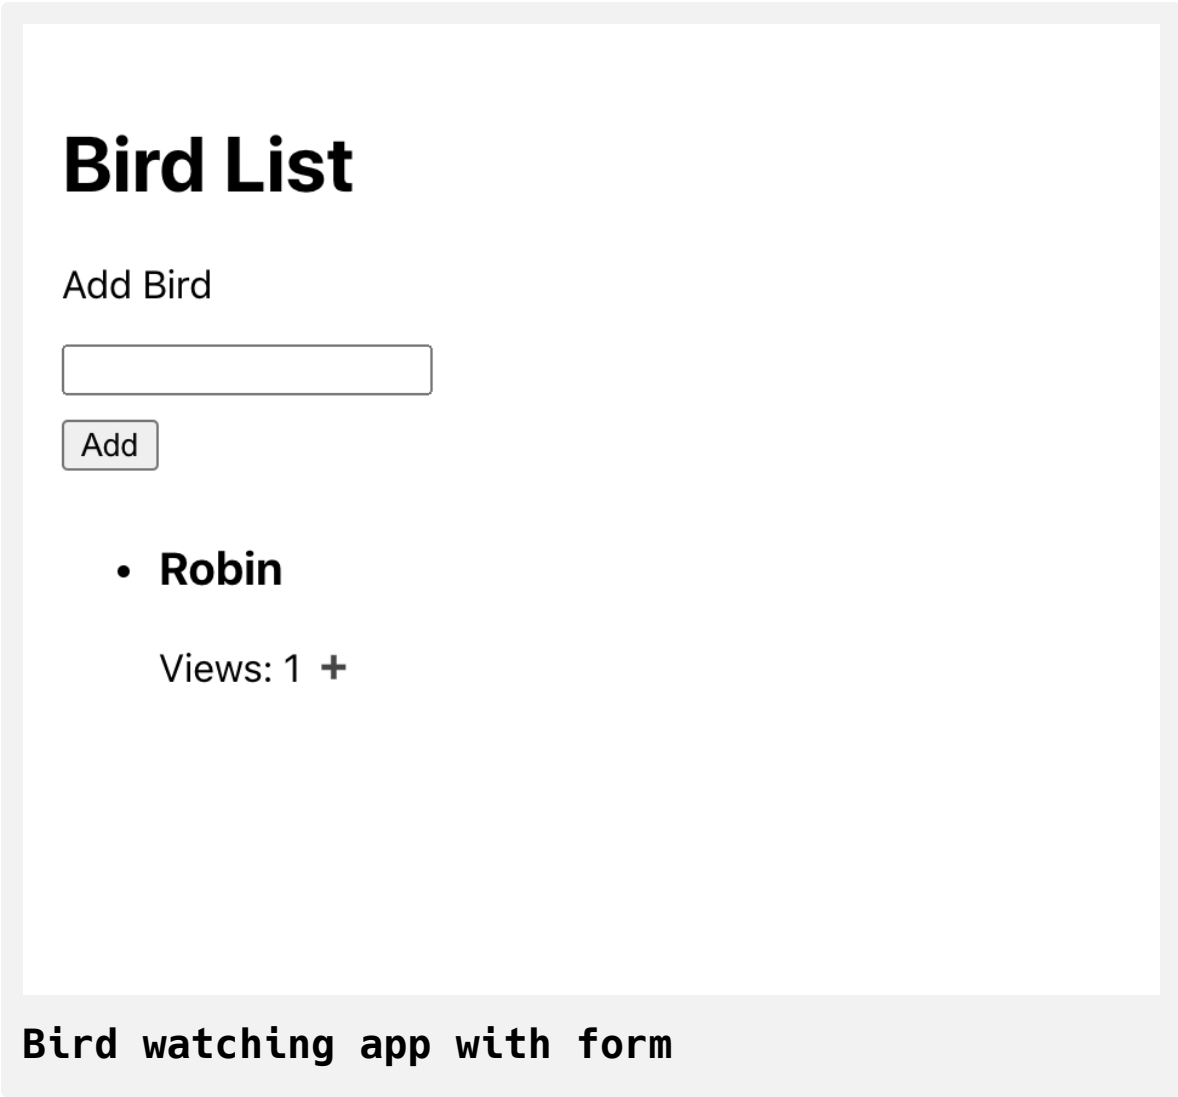 Bird List
Add Bird
Add
• Robin
Views: 1 ➕
Bird watching app with form